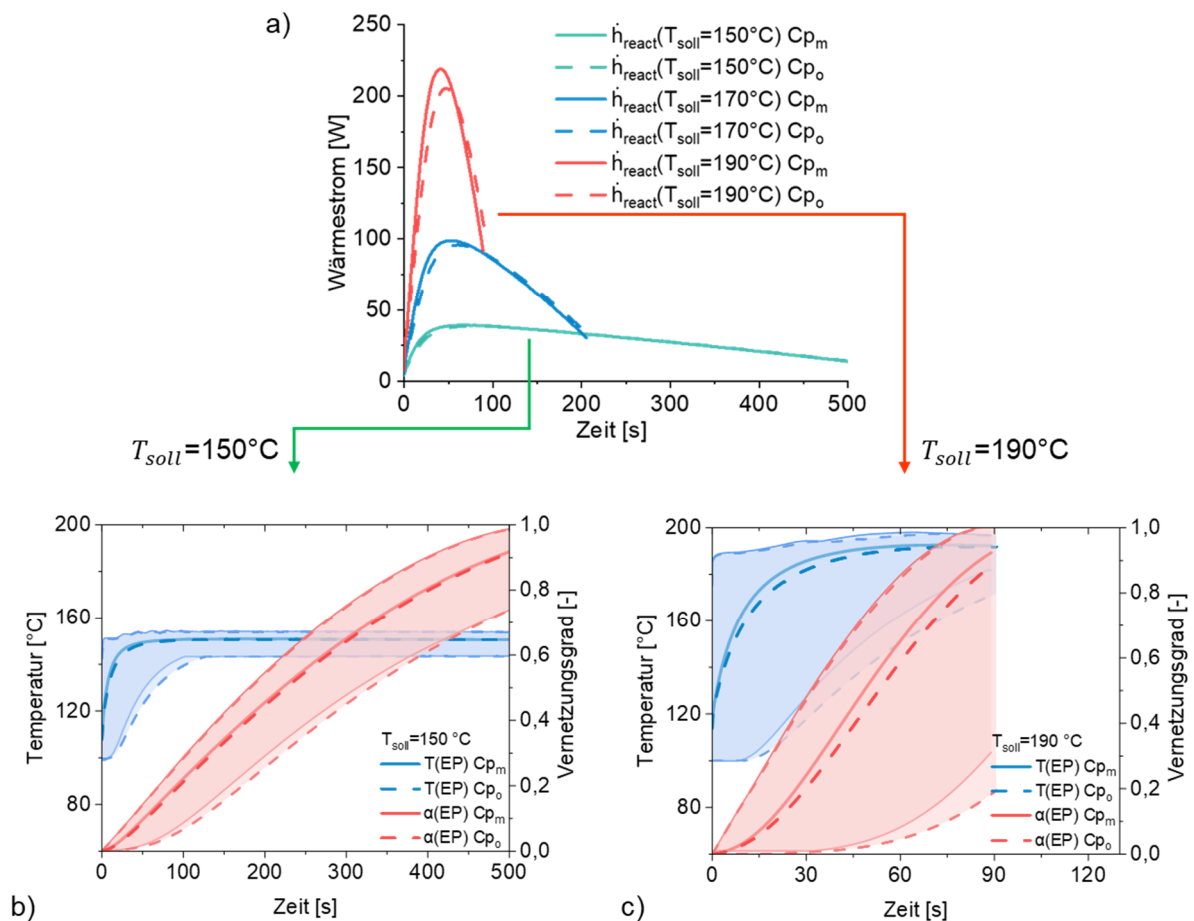 a)
250
200
150
100
50
0
Wärmestrom [W]
ḣreact(Tsoll=150°C) Cpm
ḣreact(Tsoll=150°C) Cpo
ḣreact(Tsoll=170°C) Cpm
ḣreact(Tsoll=170°C) Cpo
ḣreact(Tsoll=190°C) Cpm
ḣreact(Tsoll=190°C) Cpo
0 100 200 300 400 500
Zeit [s]
Tsoll=150°C
Tsoll=190°C
200
160
120
80
Temperatur [°C]
1,0
0,8
0,6
0,4
0,2
0,0
Vernetzungsgrad [-]
Tsoll=150 °C
T(EP) Cpm
T(EP) Cpo
α(EP) Cpm
α(EP) Cpo
0 100 200 300 400 500
Zeit [s]
b)
200
160
120
80
Temperatur [°C]
1,0
0,8
0,6
0,4
0,2
0,0
Vernetzungsgrad [-]
Tsoll=190 °C
T(EP) Cpm
T(EP) Cpo
α(EP) Cpm
α(EP) Cpo
0 30 60 90 120
Zeit [s]
c)